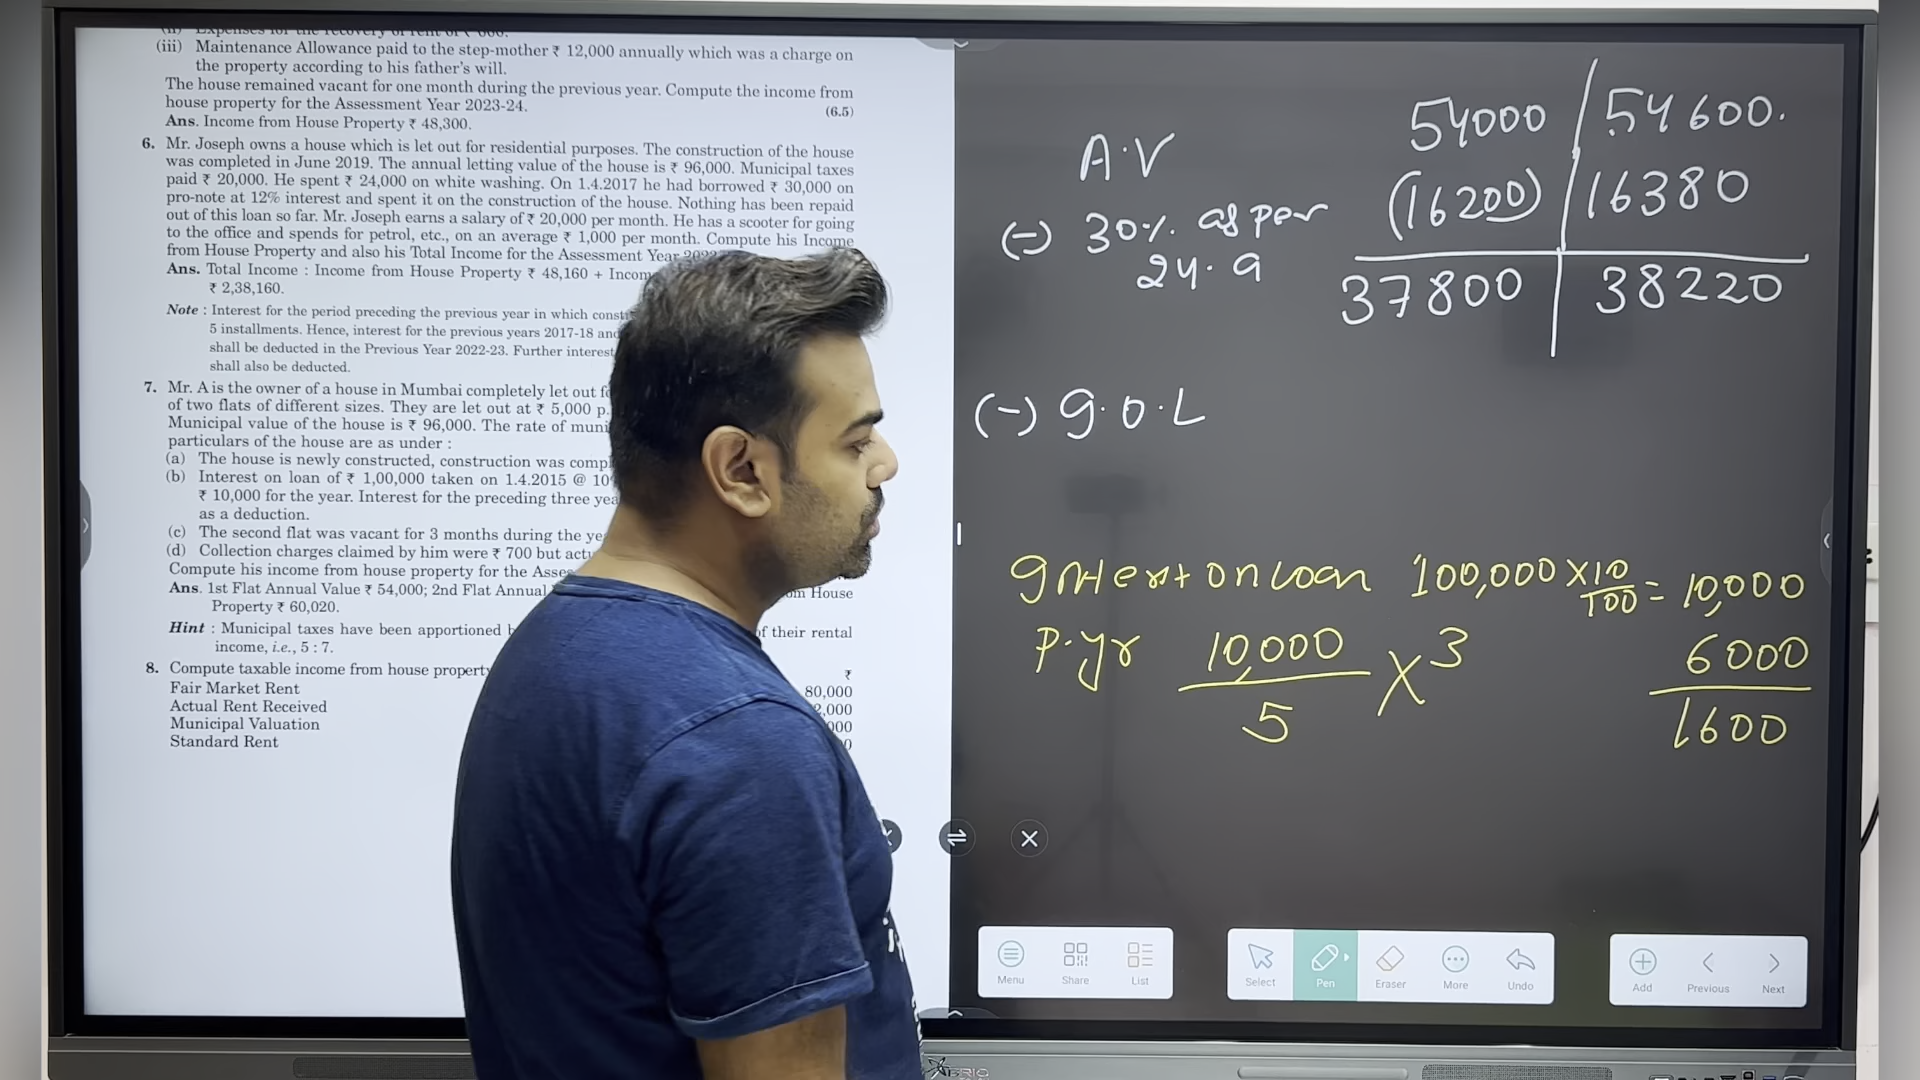 (iii) Maintenance Allowance paid to the step-mother ₹ 12,000 annually which was a charge on
the property according to his father's will.
The house remained vacant for one month during the previous year. Compute the income from
house property for the Assessment Year 2023-24. (6.5)
Ans. Income from House Property ₹ 48,300.
6. Mr. Joseph owns a house which is let out for residential purposes. The construction of the house
was completed in June 2019. The annual letting value of the house is ₹ 96,000. Municipal taxes
paid ₹ 20,000. He spent ₹ 24,000 on white washing. On 1.4.2017 he had borrowed ₹ 30,000 on
pro-note at 12% interest and spent it on the construction of the house. Nothing has been repaid
out of this loan so far. Mr. Joseph earns a salary of ₹ 20,000 per month. He has a scooter for going
to the office and spends for petrol, etc., on an average ₹ 1,000 per month. Compute his Income
from House Property and also his Total Income for the Assessment Year
Ans. Total Income : Income from House Property ₹ 48,160 +
₹ 2,38,160.
Note : Interest for the period preceding the previous year in which
5 installments. Hence, interest for the previous years 2017-18
shall be deducted in the Previous Year 2022-23. Further interest
shall also be deducted.
7. Mr. A is the owner of a house in Mumbai completely let out
of two flats of different sizes. They are let out at ₹ 5,000 p.
Municipal value of the house is ₹ 96,000. The rate of
particulars of the house are as under :
(a) The house is newly constructed, construction was
(b) Interest on loan of ₹ 1,00,000 taken on 1.4.2015 @
₹ 10,000 for the year. Interest for the preceding three
as a deduction.
(c) The second flat was vacant for 3 months during the
(d) Collection charges claimed by him were ₹ 700 but
Compute his income from house property for the
Ans. 1st Flat Annual Value ₹ 54,000; 2nd Flat Annual House
Property ₹ 60,020.
Hint : Municipal taxes have been apportioned of their rental
income, i.e., 5 : 7.
8. Compute taxable income from house property
₹
Fair Market Rent 80,000
Actual Rent Received
Municipal Valuation
Standard Rent
A.V 54000 54600.
(-) 30% as per 24.a (16200) 16380
37800 38220
(-) I.O.L
Interest on loan 100,000 × 10/100 = 10,000
P.yr 10,000/5 × 3 6000
1600
Menu Share List Select Pen Eraser More Undo Add Previous Next